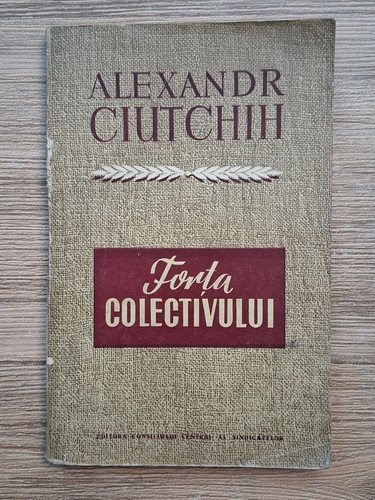 ALEXANDR
CIUTCHIH
Forța
COLECTIVULUI
EDITURA CONSILIULUI CENTRAL AL SINDICATELOR